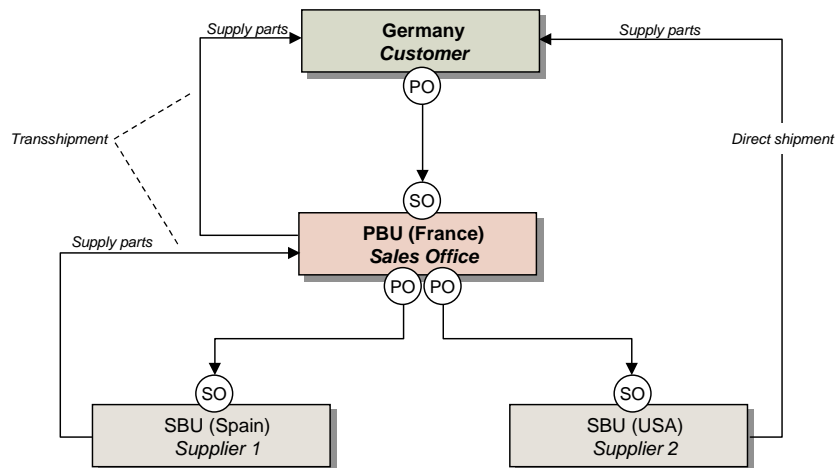 Supply parts
Germany
Customer
Supply parts
PO
Transshipment
Direct shipment
SO
PBU (France)
Sales Office
Supply parts
PO
PO
SO
SO
SBU (Spain)
Supplier 1
SBU (USA)
Supplier 2